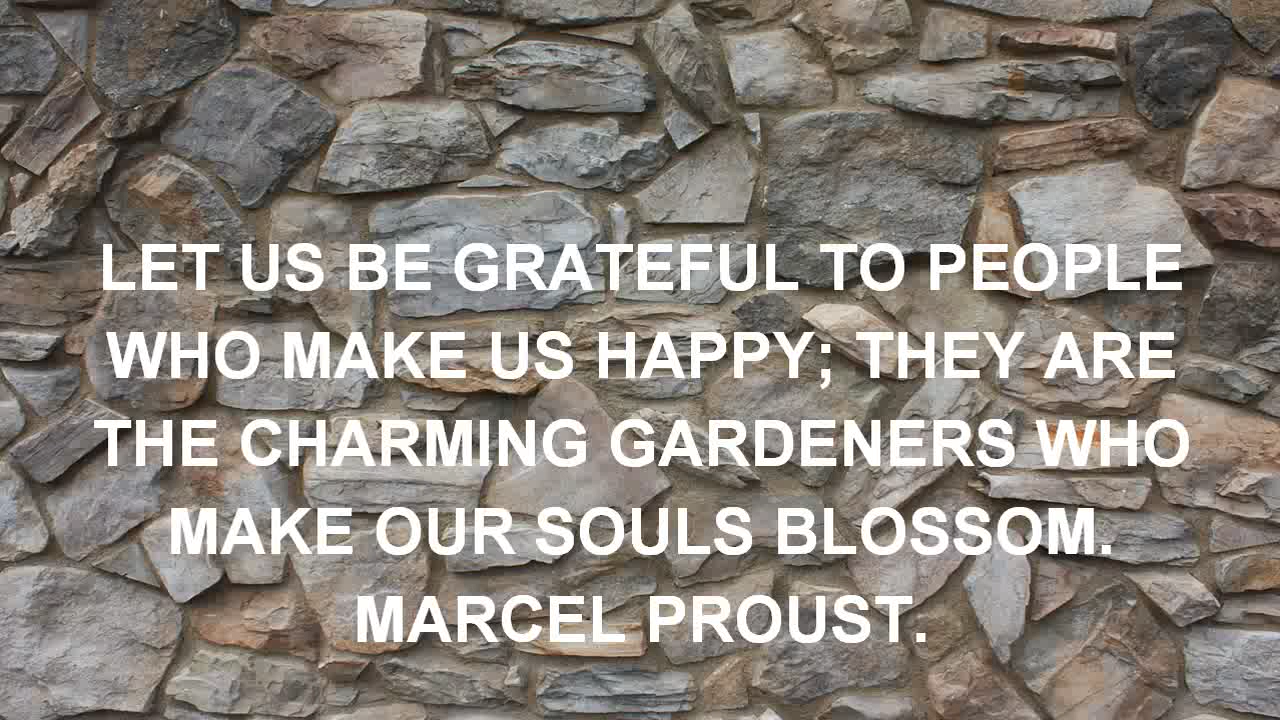 LET US BE GRATEFUL TO PEOPLE
WHO MAKE US HAPPY; THEY ARE
THE CHARMING GARDENERS WHO
MAKE OUR SOULS BLOSSOM.
MARCEL PROUST.